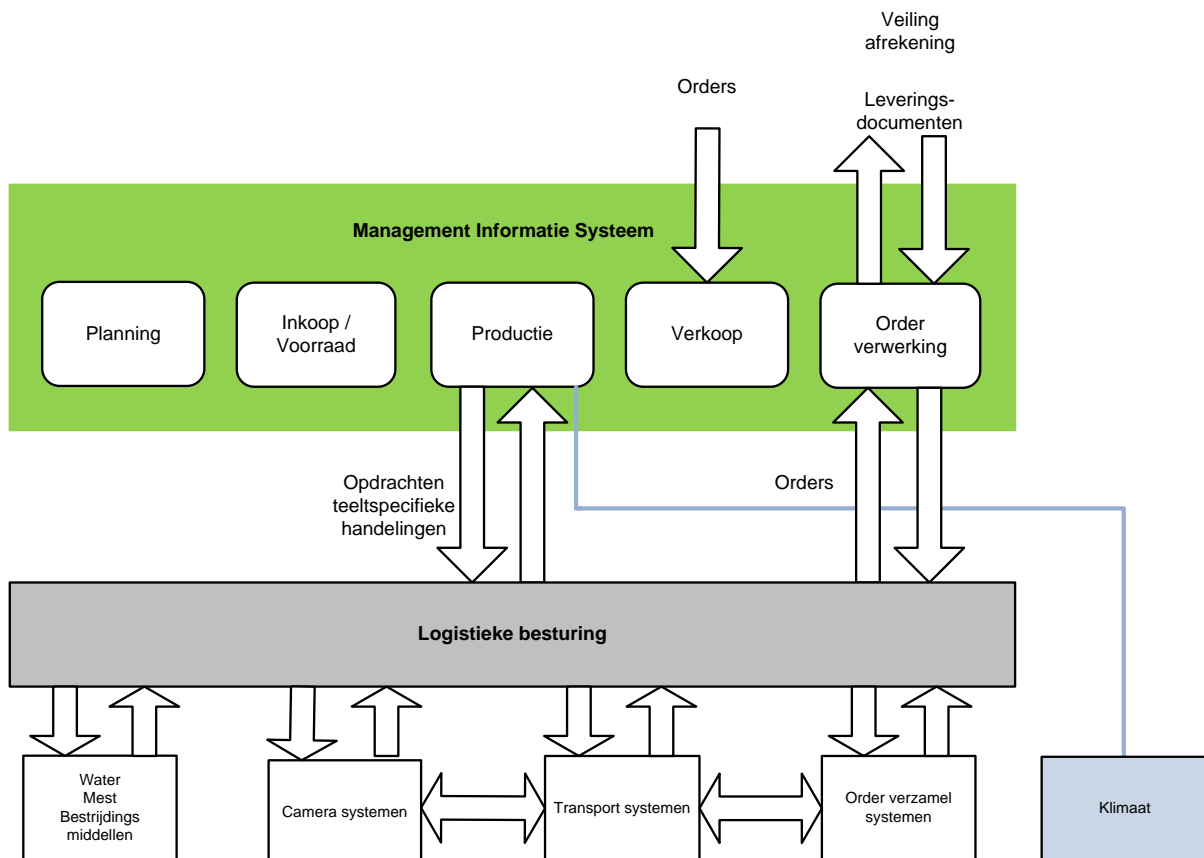 Veiling
afrekening
Orders
Leverings-
documenten
Management Informatie Systeem
Planning
Inkoop /
Voorraad
Productie
Verkoop
Order
verwerking
Opdrachten
teeltspecifieke
handelingen
Orders
Logistieke besturing
Water
Mest
Bestrijdings
middellen
Camera systemen
Transport systemen
Order verzamel
systemen
Klimaat